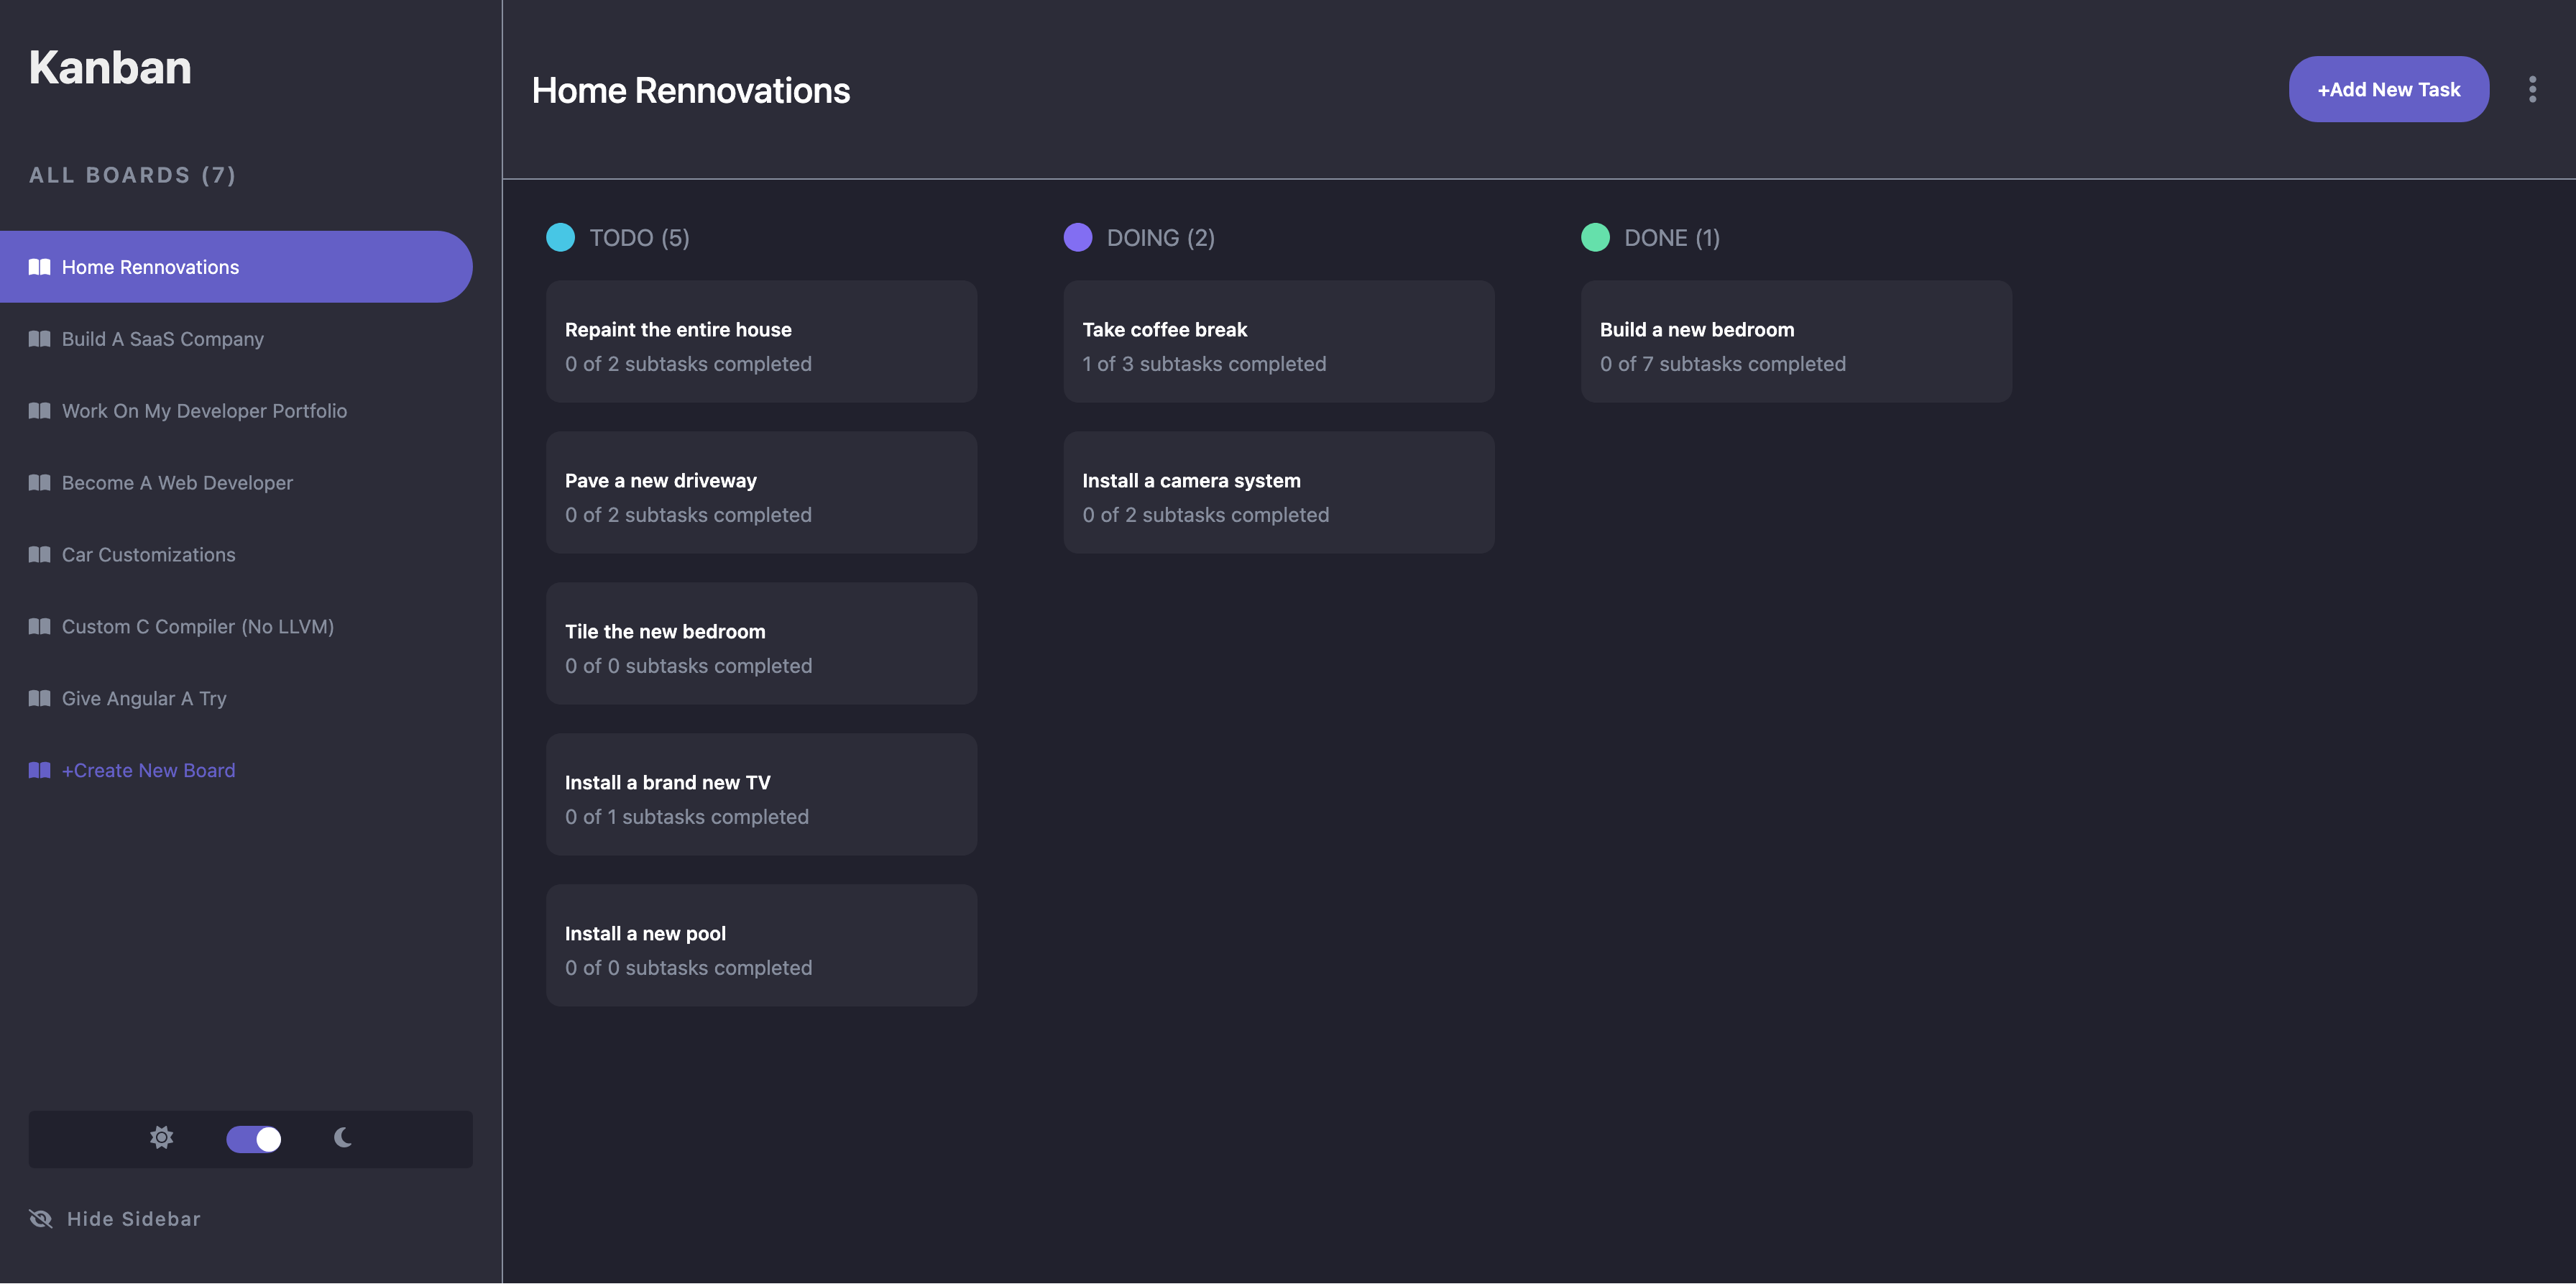 Kanban
ALL BOARDS (7)
Home Rennovations
Build A SaaS Company
Work On My Developer Portfolio
Become A Web Developer
Car Customizations
Custom C Compiler (No LLVM)
Give Angular A Try
+Create New Board
Hide Sidebar
Home Rennovations
+Add New Task
TODO (5)
Repaint the entire house
0 of 2 subtasks completed
Pave a new driveway
0 of 2 subtasks completed
Tile the new bedroom
0 of 0 subtasks completed
Install a brand new TV
0 of 1 subtasks completed
Install a new pool
0 of 0 subtasks completed
DOING (2)
Take coffee break
1 of 3 subtasks completed
Install a camera system
0 of 2 subtasks completed
DONE (1)
Build a new bedroom
0 of 7 subtasks completed